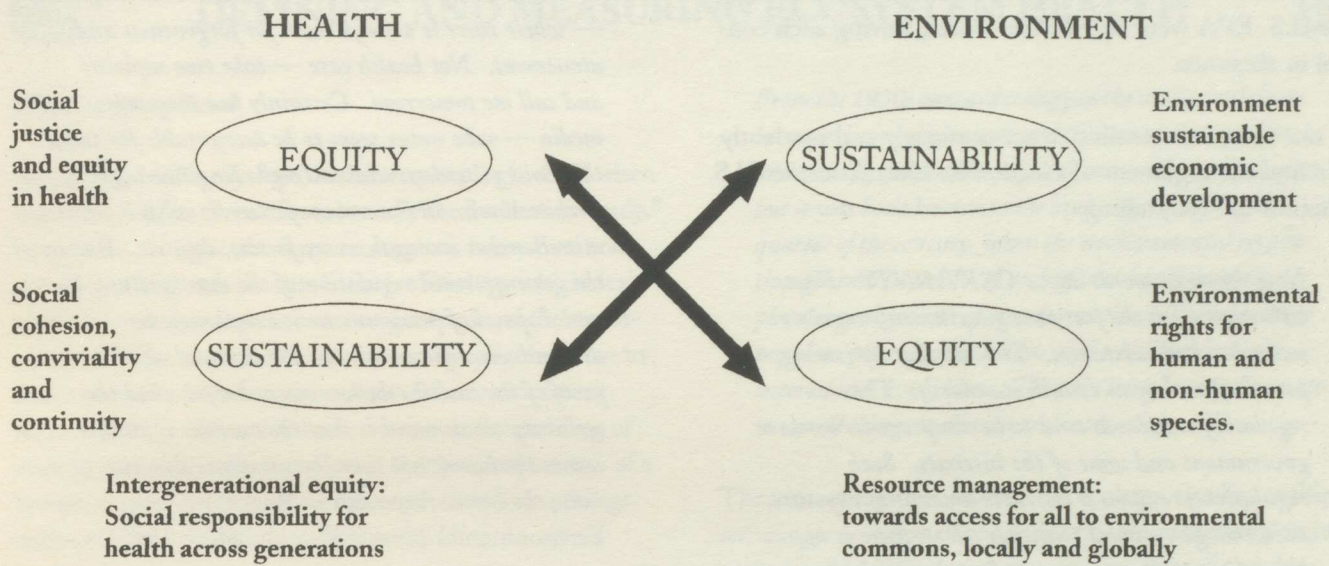 HEALTH
ENVIRONMENT
Social
justice
and equity
in health
EQUITY
SUSTAINABILITY
Environment
sustainable
economic
development
Social
cohesion,
conviviality
and
continuity
SUSTAINABILITY
EQUITY
Environmental
rights for
human and
non-human
species.
Intergenerational equity:
Social responsibility for
health across generations
Resource management:
towards access for all to environmental
commons, locally and globally